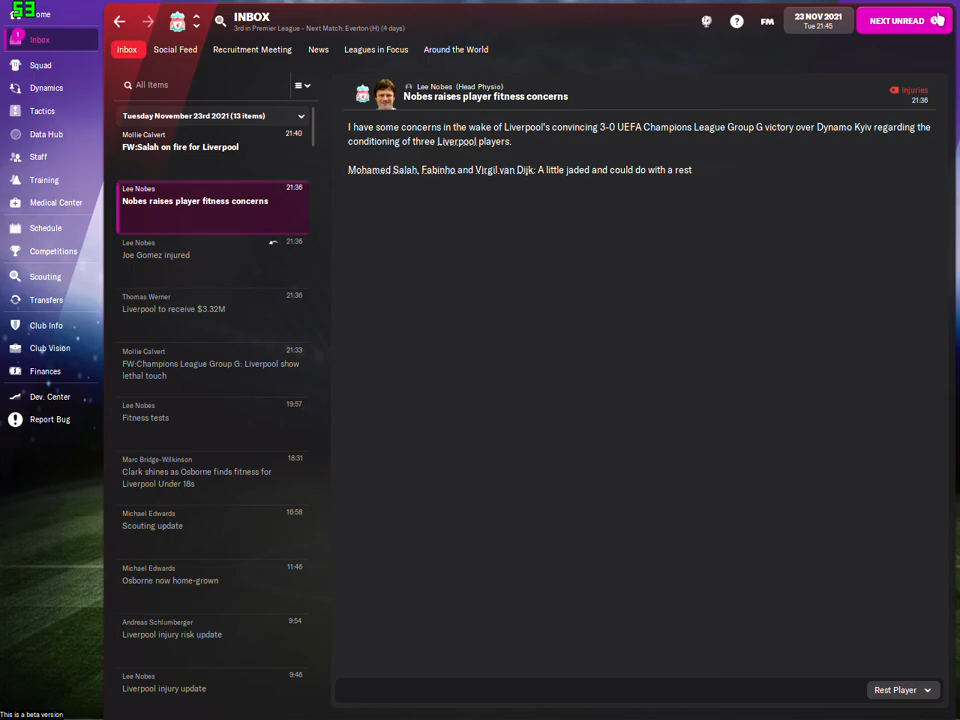 53
ome
INBOX
3rd in Premier League - Next Match: Everton (H) (4 days)
FM
23 NOV 2021
Tue 21:45
NEXT UNREAD
1
Inbox
Squad
Dynamics
Tactics
Data Hub
Staff
Training
Medical Center
Schedule
Competitions
Scouting
Transfers
Club Info
Club Vision
Finances
Dev. Center
Report Bug
This is a beta version
Inbox
Social Feed
Recruitment Meeting
News
Leagues in Focus
Around the World
All Items
Tuesday November 23rd 2021 (13 items)
Mollie Calvert 21:40
FW:Salah on fire for Liverpool
Lee Nobes 21:36
Nobes raises player fitness concerns
Lee Nobes 21:36
Joe Gomez injured
Thomas Werner 21:36
Liverpool to receive $3.32M
Mollie Calvert 21:33
FW:Champions League Group G: Liverpool show
lethal touch
Lee Nobes 19:57
Fitness tests
Marc Bridge-Wilkinson 18:31
Clark shines as Osborne finds fitness for
Liverpool Under 18s
Michael Edwards 16:58
Scouting update
Michael Edwards 11:46
Osborne now home-grown
Andreas Schlumberger 9:54
Liverpool injury risk update
Lee Nobes 9:46
Liverpool injury update
Lee Nobes (Head Physio)
Nobes raises player fitness concerns
Injuries
21:36
I have some concerns in the wake of Liverpool's convincing 3-0 UEFA Champions League Group G victory over Dynamo Kyiv regarding the
conditioning of three Liverpool players.
Mohamed Salah, Fabinho and Virgil van Dijk: A little jaded and could do with a rest
Rest Player